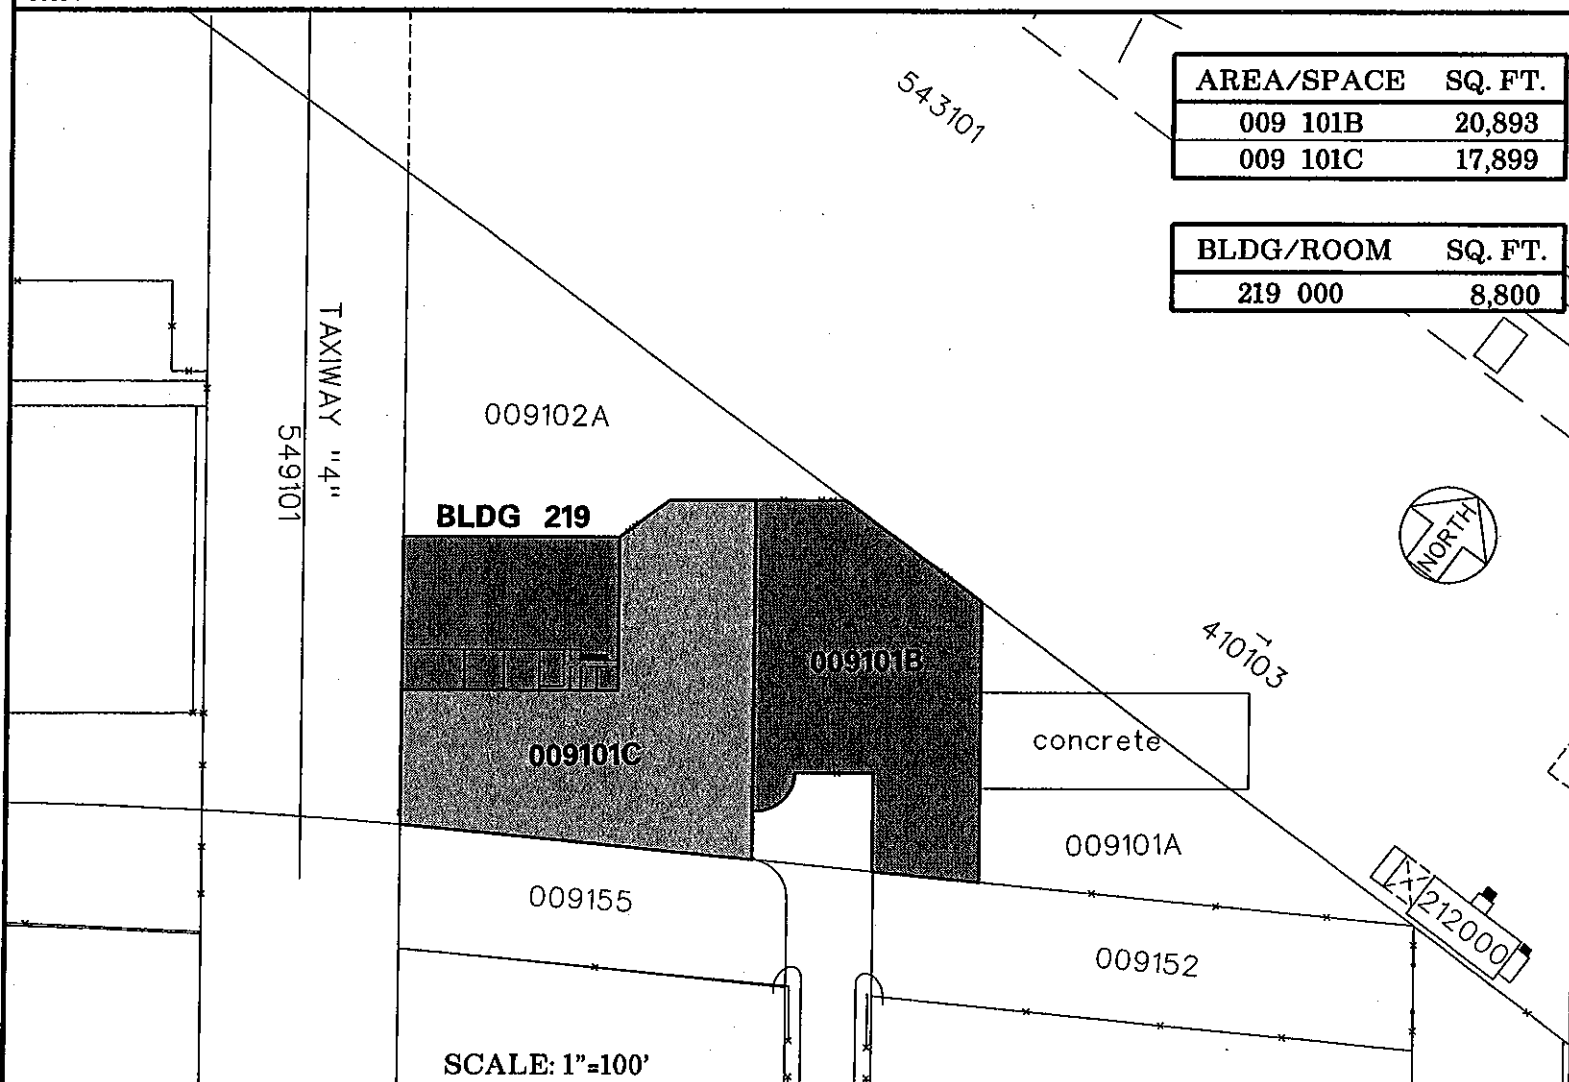 AREA/SPACE SQ. FT.
009 101B 20,893
009 101C 17,899
BLDG/ROOM SQ. FT.
219 000 8,800
543101
TAXIWAY "4"
549101
009102A
BLDG 219
NORTH
009101B
410103
009101C
concrete
009101A
009155
212000
009152
SCALE: 1"=100'